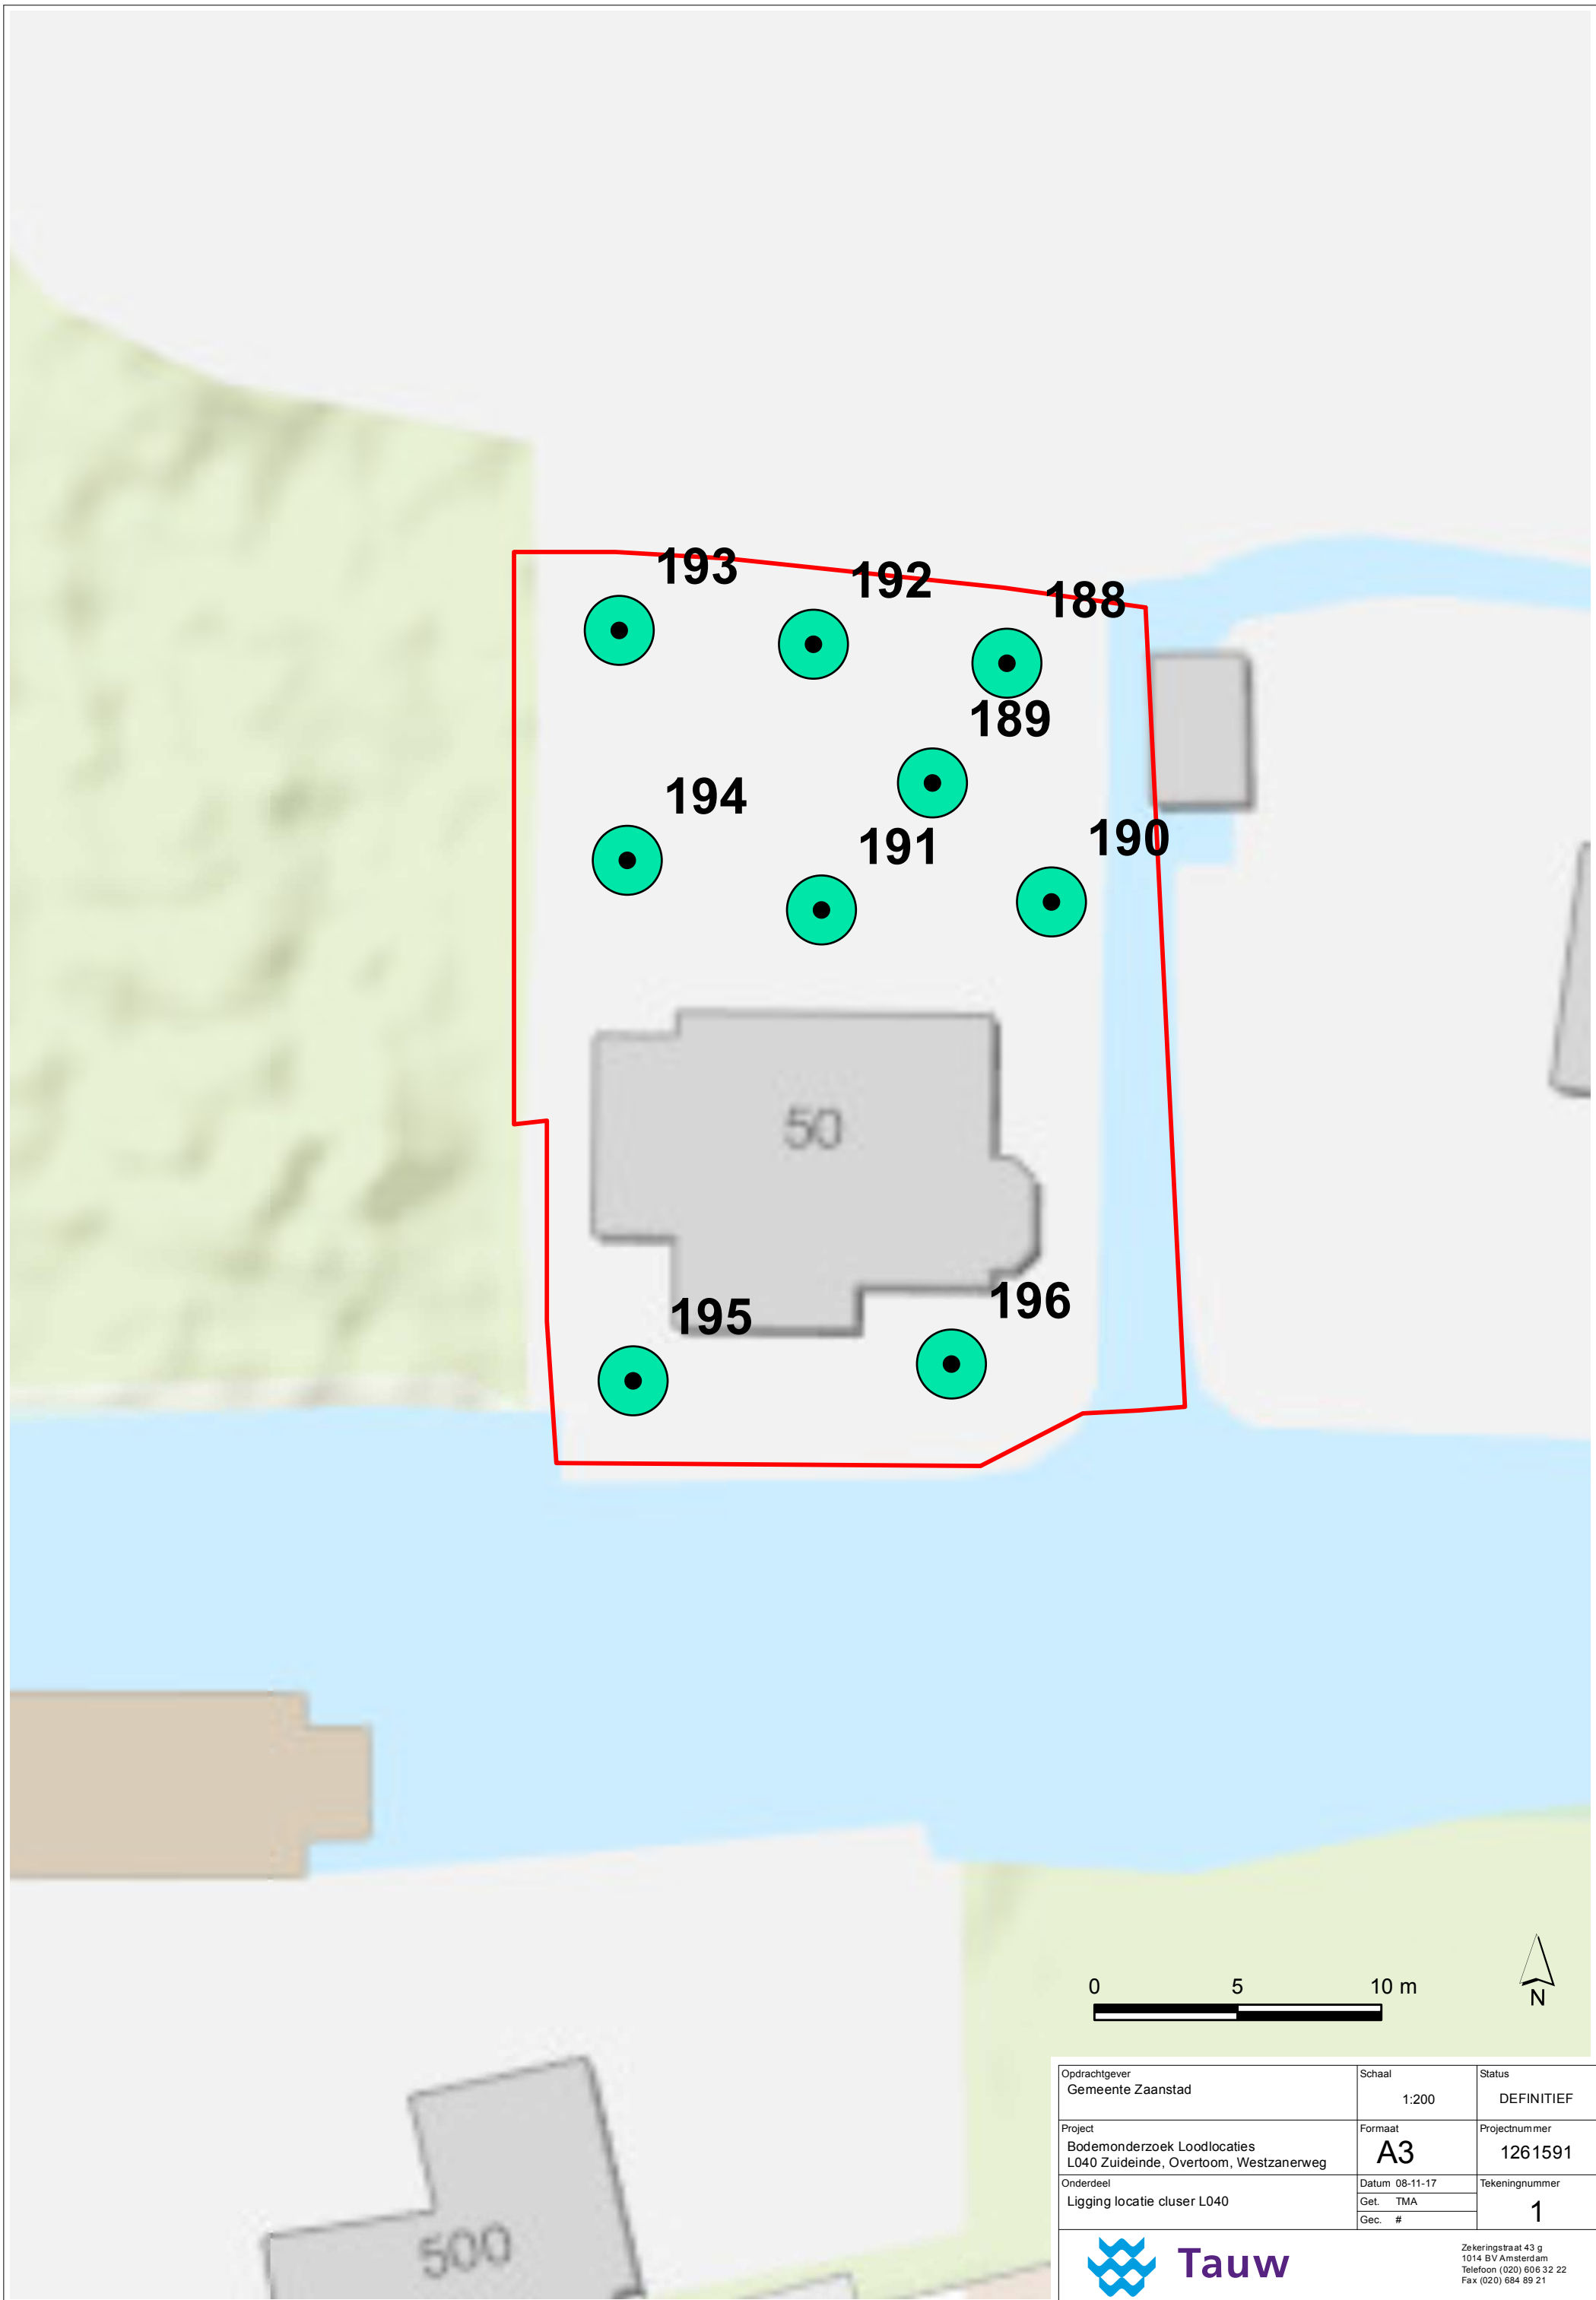 193
192
188
189
194
191
190
50
195
196
0 5 10 m
N
500
Opdrachtgever
Gemeente Zaanstad
Schaal
1:200
Status
DEFINITIEF
Project
Bodemonderzoek Loodlocaties
L040 Zuideinde, Overtoom, Westzanerweg
Formaat
A3
Projectnummer
1261591
Onderdeel
Ligging locatie cluser L040
Datum 08-11-17
Get. TMA
Gec. #
Tekeningnummer
1
Tauw
Zekeringstraat 43 g
1014 BV Amsterdam
Telefoon (020) 606 32 22
Fax (020) 684 89 21